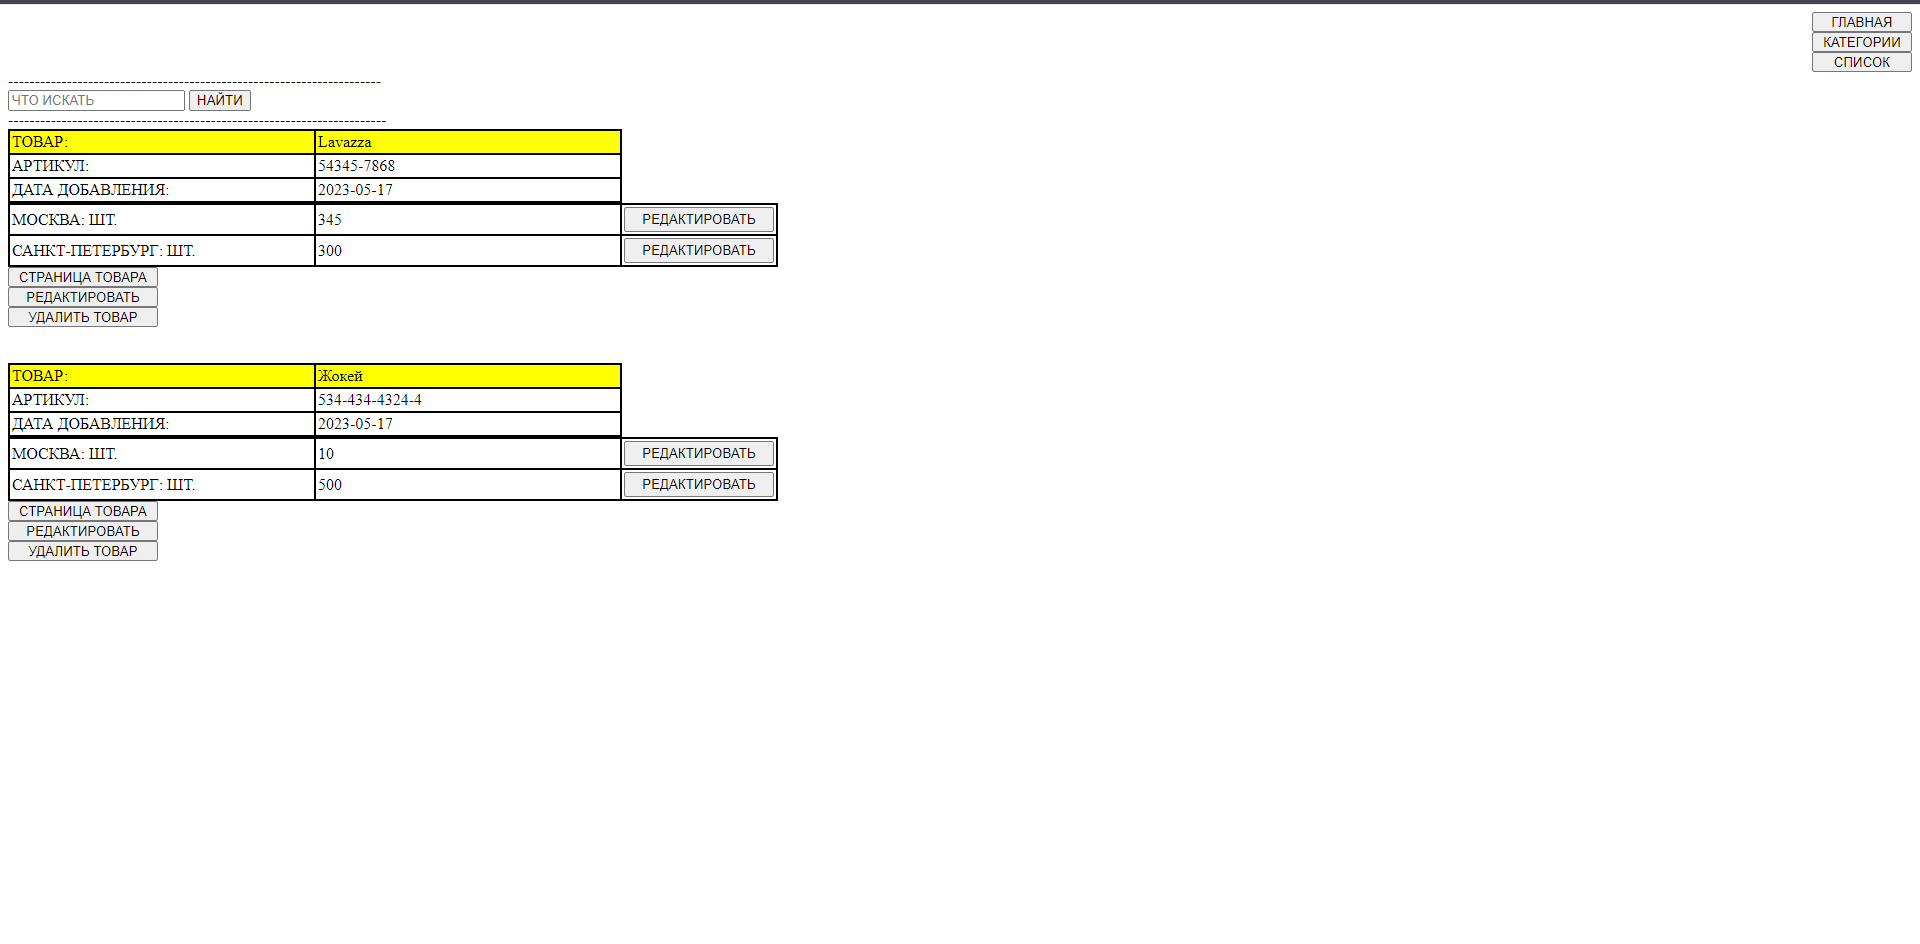 ГЛАВНАЯ
КАТЕГОРИИ
СПИСОК
----------------------------------------------------------------------
ЧТО ИСКАТЬ НАЙТИ
-----------------------------------------------------------------------
ТОВАР: Lavazza
АРТИКУЛ: 54345-7868
ДАТА ДОБАВЛЕНИЯ: 2023-05-17
МОСКВА: ШТ. 345 РЕДАКТИРОВАТЬ
САНКТ-ПЕТЕРБУРГ: ШТ. 300 РЕДАКТИРОВАТЬ
СТРАНИЦА ТОВАРА
РЕДАКТИРОВАТЬ
УДАЛИТЬ ТОВАР
ТОВАР: Жокей
АРТИКУЛ: 534-434-4324-4
ДАТА ДОБАВЛЕНИЯ: 2023-05-17
МОСКВА: ШТ. 10 РЕДАКТИРОВАТЬ
САНКТ-ПЕТЕРБУРГ: ШТ. 500 РЕДАКТИРОВАТЬ
СТРАНИЦА ТОВАРА
РЕДАКТИРОВАТЬ
УДАЛИТЬ ТОВАР